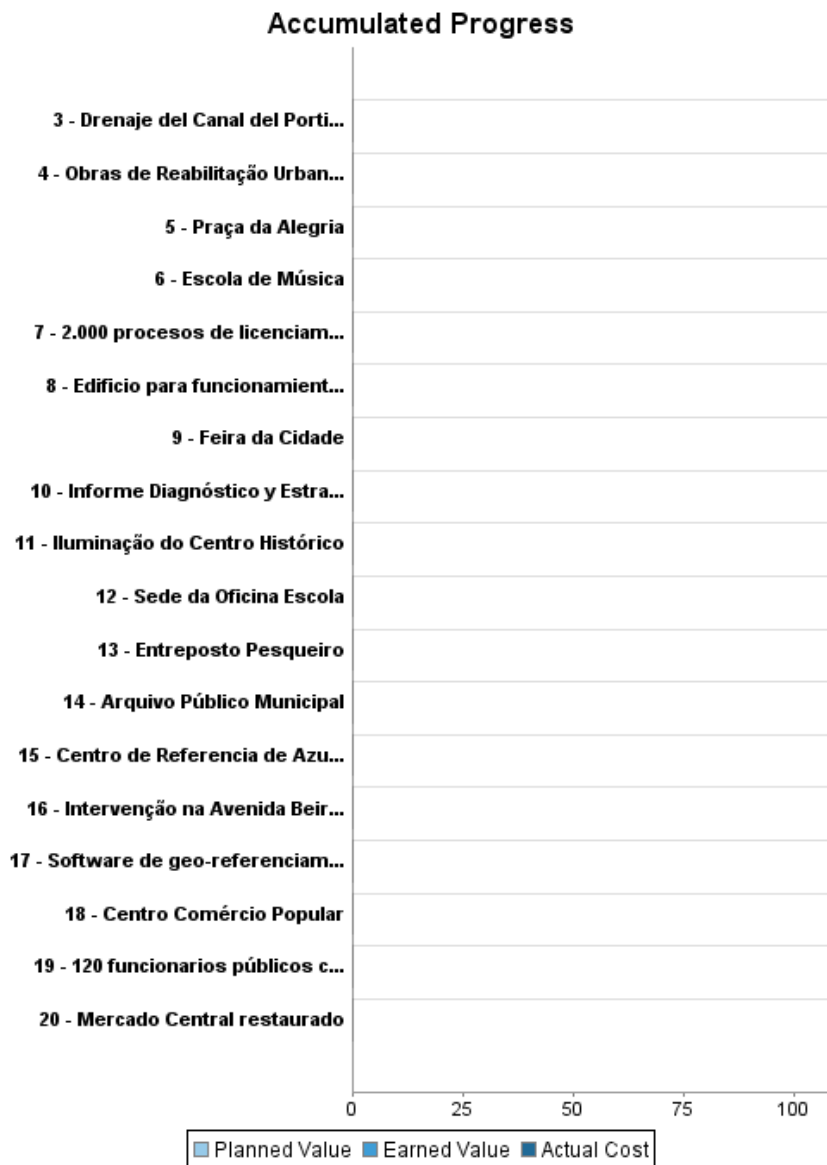 Accumulated Progress
3 - Drenaje del Canal del Porti...
4 - Obras de Reabilitação Urban...
5 - Praça da Alegria
6 - Escola de Música
7 - 2.000 procesos de licenciam...
8 - Edificio para funcionamient...
9 - Feira da Cidade
10 - Informe Diagnóstico y Estra...
11 - Iluminação do Centro Histórico
12 - Sede da Oficina Escola
13 - Entreposto Pesqueiro
14 - Arquivo Público Municipal
15 - Centro de Referencia de Azu...
16 - Intervenção na Avenida Beir...
17 - Software de geo-referenciam...
18 - Centro Comércio Popular
19 - 120 funcionarios públicos c...
20 - Mercado Central restaurado
0 25 50 75 100
Planned Value Earned Value Actual Cost